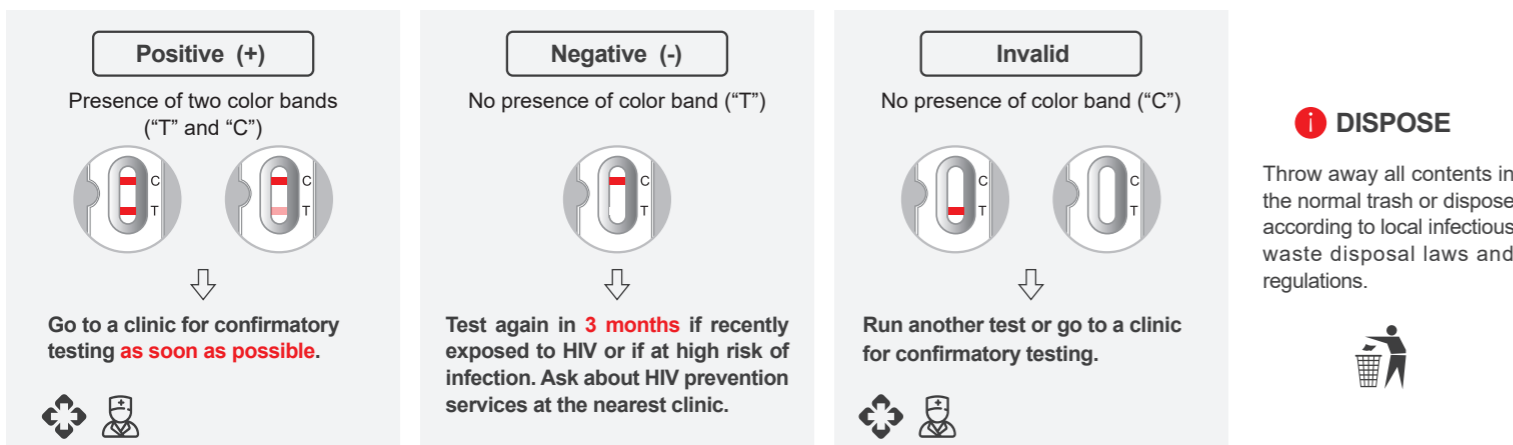 Positive (+)
Presence of two color bands
(“T” and “C”)
C
T
C
T
Go to a clinic for confirmatory
testing as soon as possible.
Negative (-)
No presence of color band (“T”)
C
T
Test again in 3 months if recently
exposed to HIV or if at high risk of
infection. Ask about HIV prevention
services at the nearest clinic.
Invalid
No presence of color band (“C”)
C
T
C
T
Run another test or go to a clinic
for confirmatory testing.
i DISPOSE
Throw away all contents in
the normal trash or dispose
according to local infectious
waste disposal laws and
regulations.